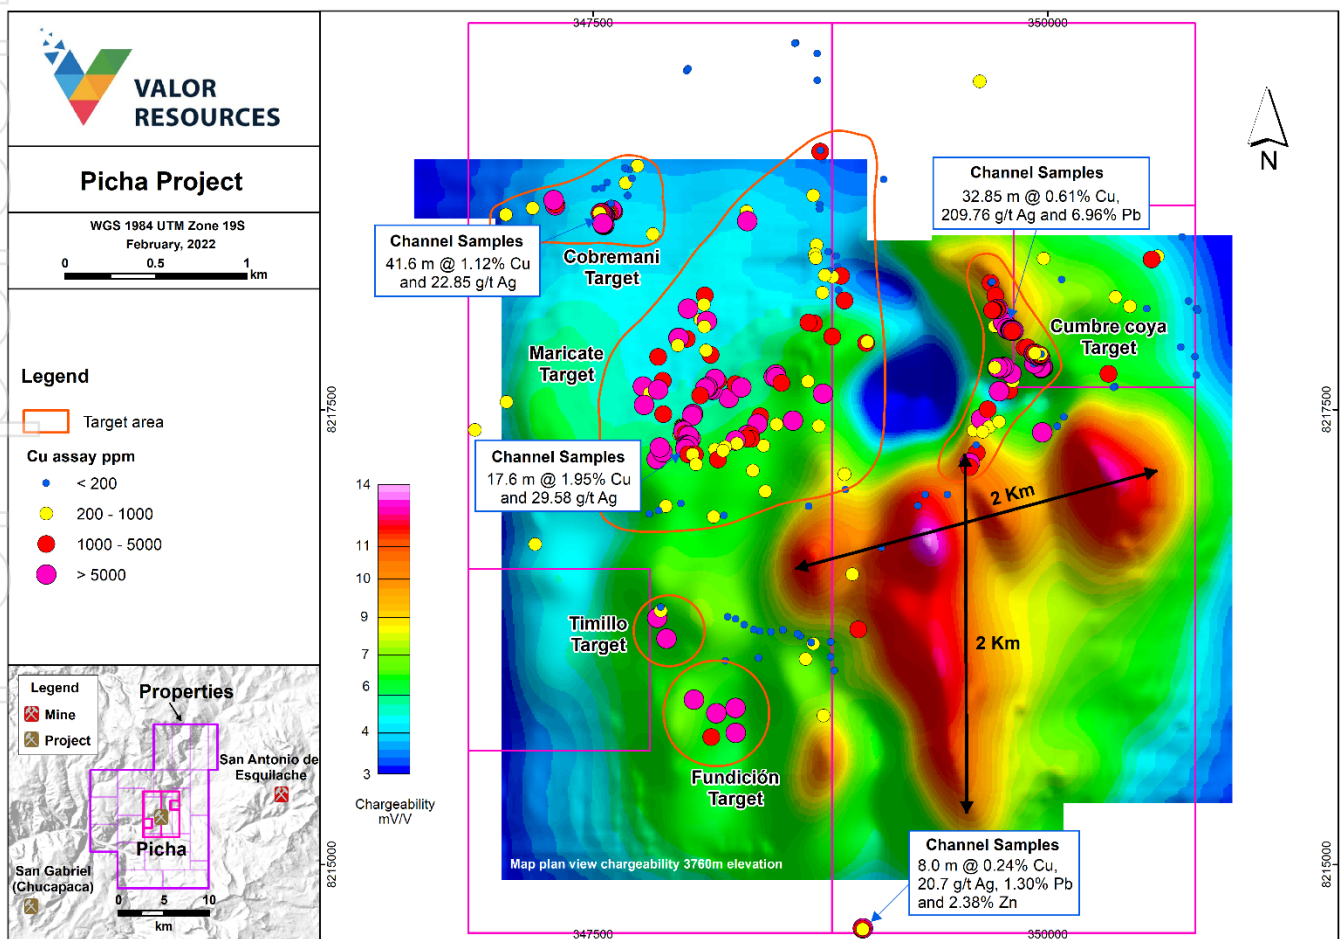 VALOR
RESOURCES
Picha Project
WGS 1984 UTM Zone 19S
February, 2022
0 0.5 1
km
Legend
Target area
Cu assay ppm
< 200
200 - 1000
1000 - 5000
> 5000
14
11
10
9
7
6
4
3
Chargeability
mV/V
Legend
Mine
Project
Properties
San Antonio de
Esquilache
Picha
San Gabriel
(Chucapaca)
0 5 10
km
347500
350000
8217500
8217500
8215000
8215000
347500
350000
N
Channel Samples
32.85 m @ 0.61% Cu,
209.76 g/t Ag and 6.96% Pb
Channel Samples
41.6 m @ 1.12% Cu
and 22.85 g/t Ag
Cobremani
Target
Cumbre coya
Target
Maricate
Target
Channel Samples
17.6 m @ 1.95% Cu
and 29.58 g/t Ag
2 Km
2 Km
Timillo
Target
Fundición
Target
Map plan view chargeability 3760m elevation
Channel Samples
8.0 m @ 0.24% Cu,
20.7 g/t Ag, 1.30% Pb
and 2.38% Zn